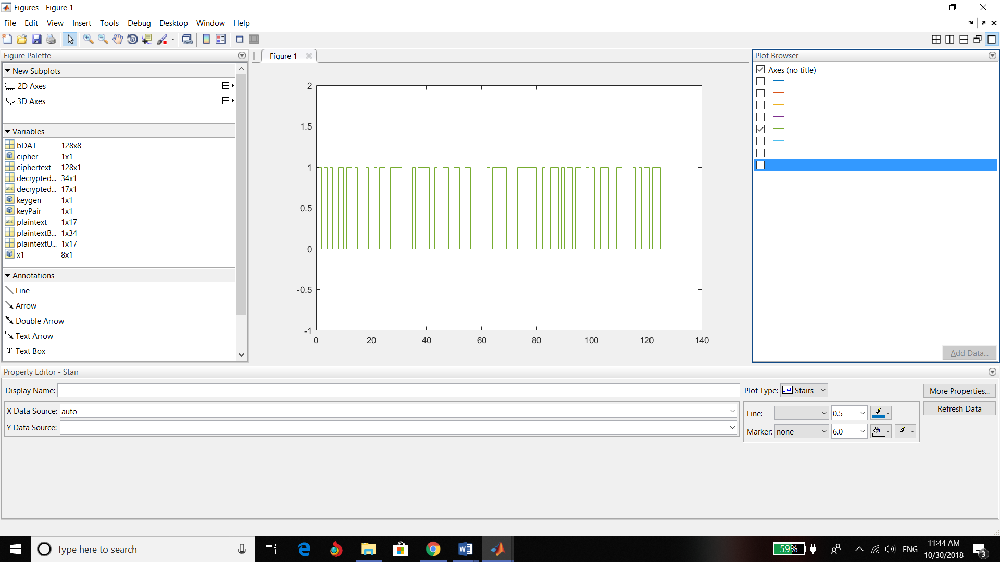 Figures - Figure 1
File Edit View Insert Tools Debug Desktop Window Help
Figure Palette
New Subplots
2D Axes
3D Axes
Variables
bDAT 128x8
cipher 1x1
ciphertext 128x1
decrypted... 34x1
abc decrypted... 17x1
keygen 1x1
keyPair 1x1
abc plaintext 1x17
plaintextB... 1x34
plaintextU... 1x17
x1 8x1
Annotations
Line
Arrow
Double Arrow
Text Arrow
T Text Box
Figure 1
2
1.5
1
0.5
0
-0.5
-1
0 20 40 60 80 100 120 140
Plot Browser
Axes (no title)
Add Data...
Property Editor - Stair
Display Name:
X Data Source: auto
Y Data Source:
Plot Type: Stairs
Line: - 0.5
Marker: none 6.0
More Properties...
Refresh Data
Type here to search
59%
ENG
11:44 AM
10/30/2018
3